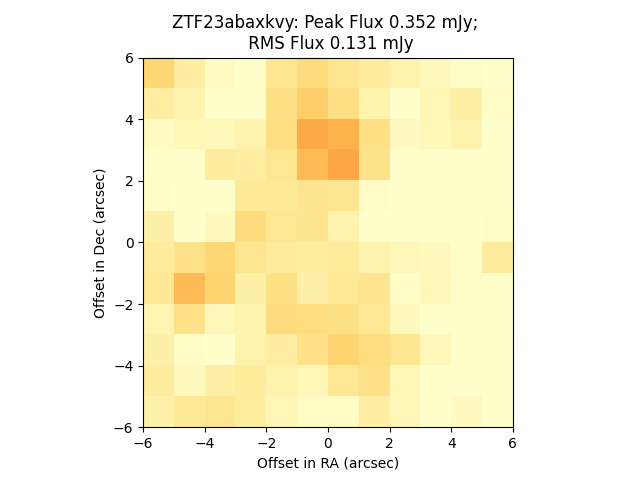 ZTF23abaxkvy: Peak Flux 0.352 mJy;
RMS Flux 0.131 mJy
6
4
2
0
−2
−4
−6
Offset in Dec (arcsec)
−6 −4 −2 0 2 4 6
Offset in RA (arcsec)